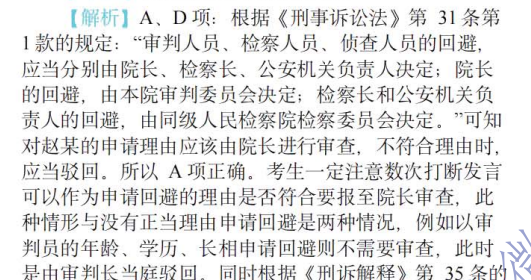 【解析】A、D 项：根据《刑事诉讼法》第 31 条第
1 款的规定：“审判人员、检察人员、侦查人员的回避，
应当分别由院长、检察长、公安机关负责人决定；院长
的回避，由本院审判委员会决定；检察长和公安机关负
责人的回避，由同级人民检察院检察委员会决定。”可知
对赵某的申请理由应该由院长进行审查，不符合理由时，
应当驳回。所以 A 项正确。考生一定注意数次打断发言
可以作为申请回避的理由是否符合要报至院长审查，此
种情形与没有正当理由申请回避是两种情况，例如以审
判员的年龄、学历、长相申请回避则不需要审查，此时
是由审判长当庭驳回。同时根据《刑诉解释》第 35 条的